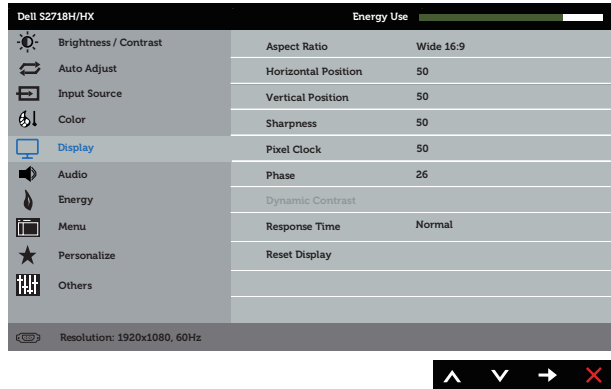 Dell S2718H/HX Energy Use
Brightness / Contrast
Auto Adjust
Input Source
Color
Display
Audio
Energy
Menu
Personalize
Others
Aspect Ratio Wide 16:9
Horizontal Position 50
Vertical Position 50
Sharpness 50
Pixel Clock 50
Phase 26
Dynamic Contrast
Response Time Normal
Reset Display
Resolution: 1920x1080, 60Hz